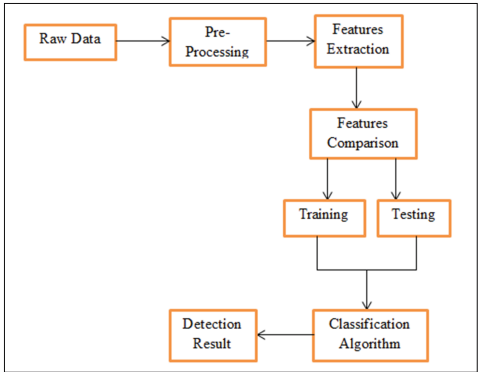 Raw Data
Pre-
Processing
Features
Extraction
Features
Comparison
Training
Testing
Detection
Result
Classification
Algorithm